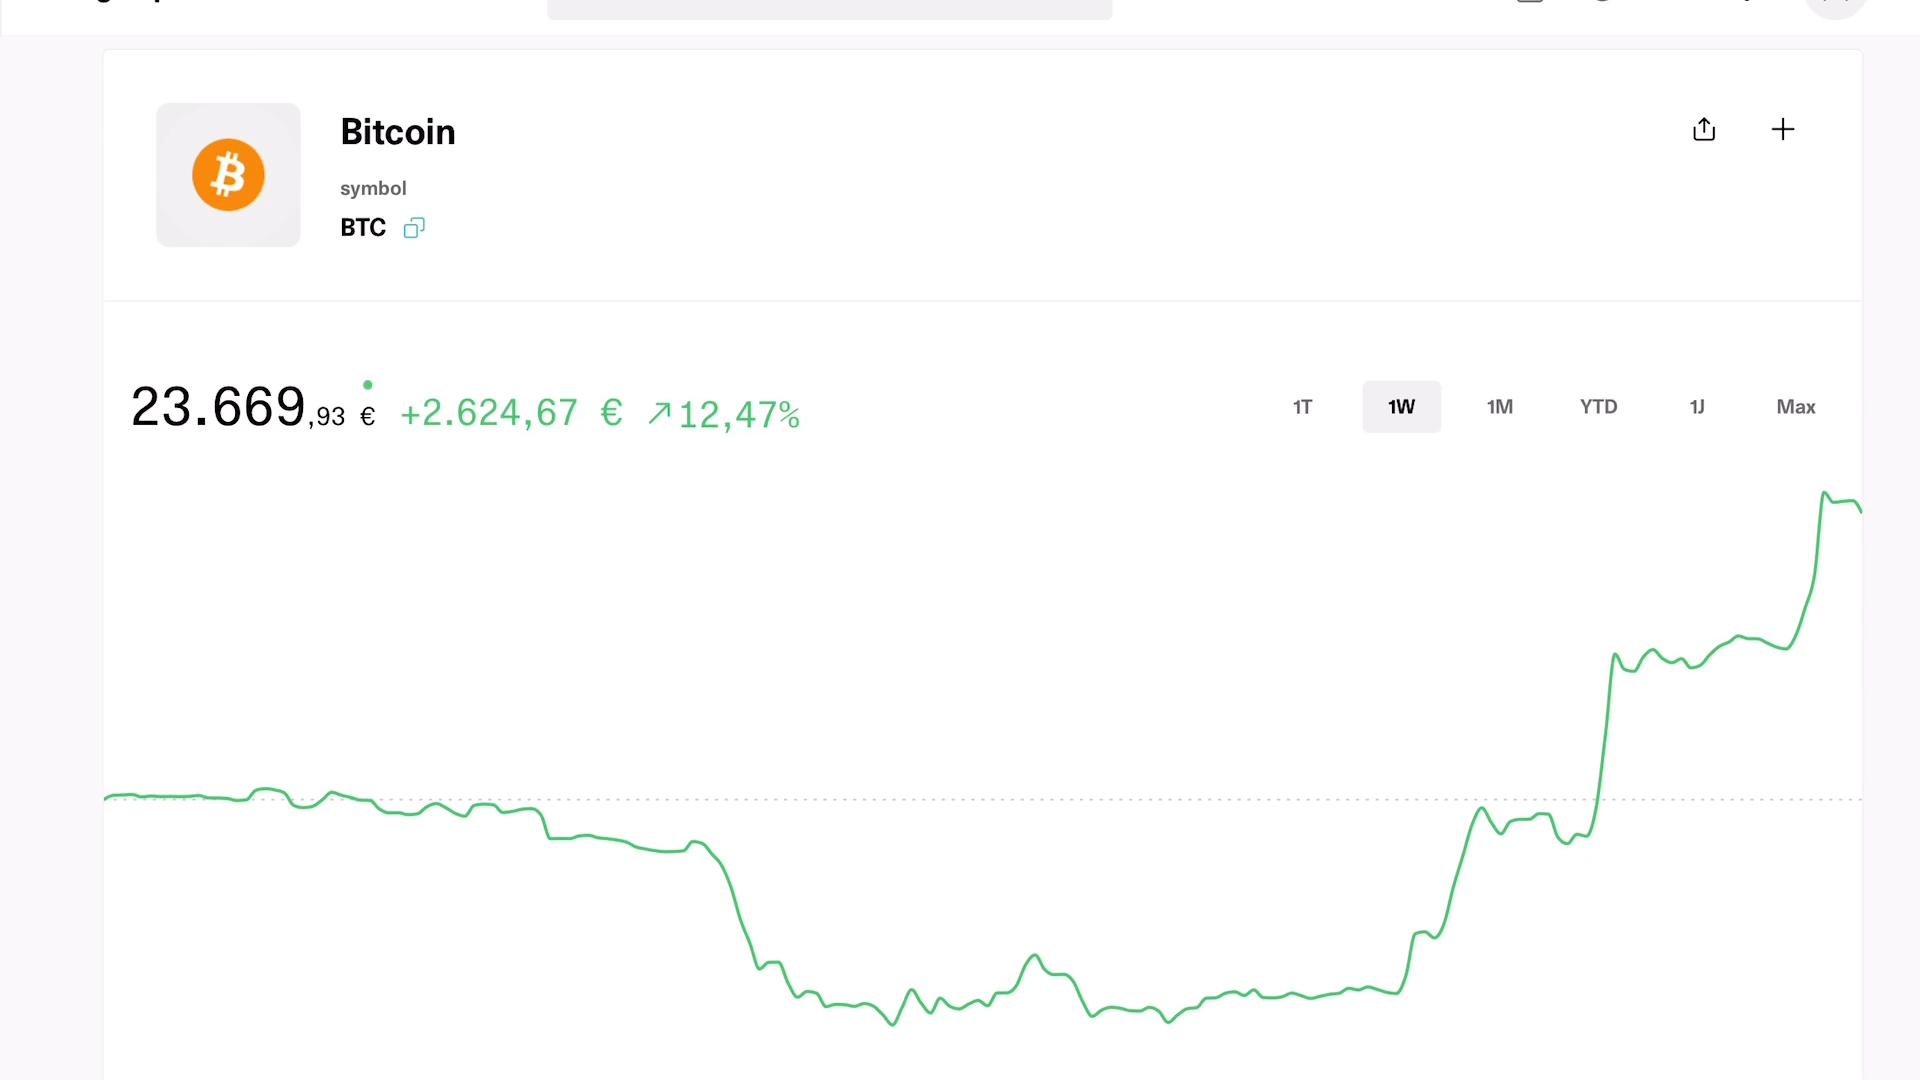 Bitcoin
symbol
BTC
23.669,93 € +2.624,67 € ↗12,47%
1T 1W 1M YTD 1J Max